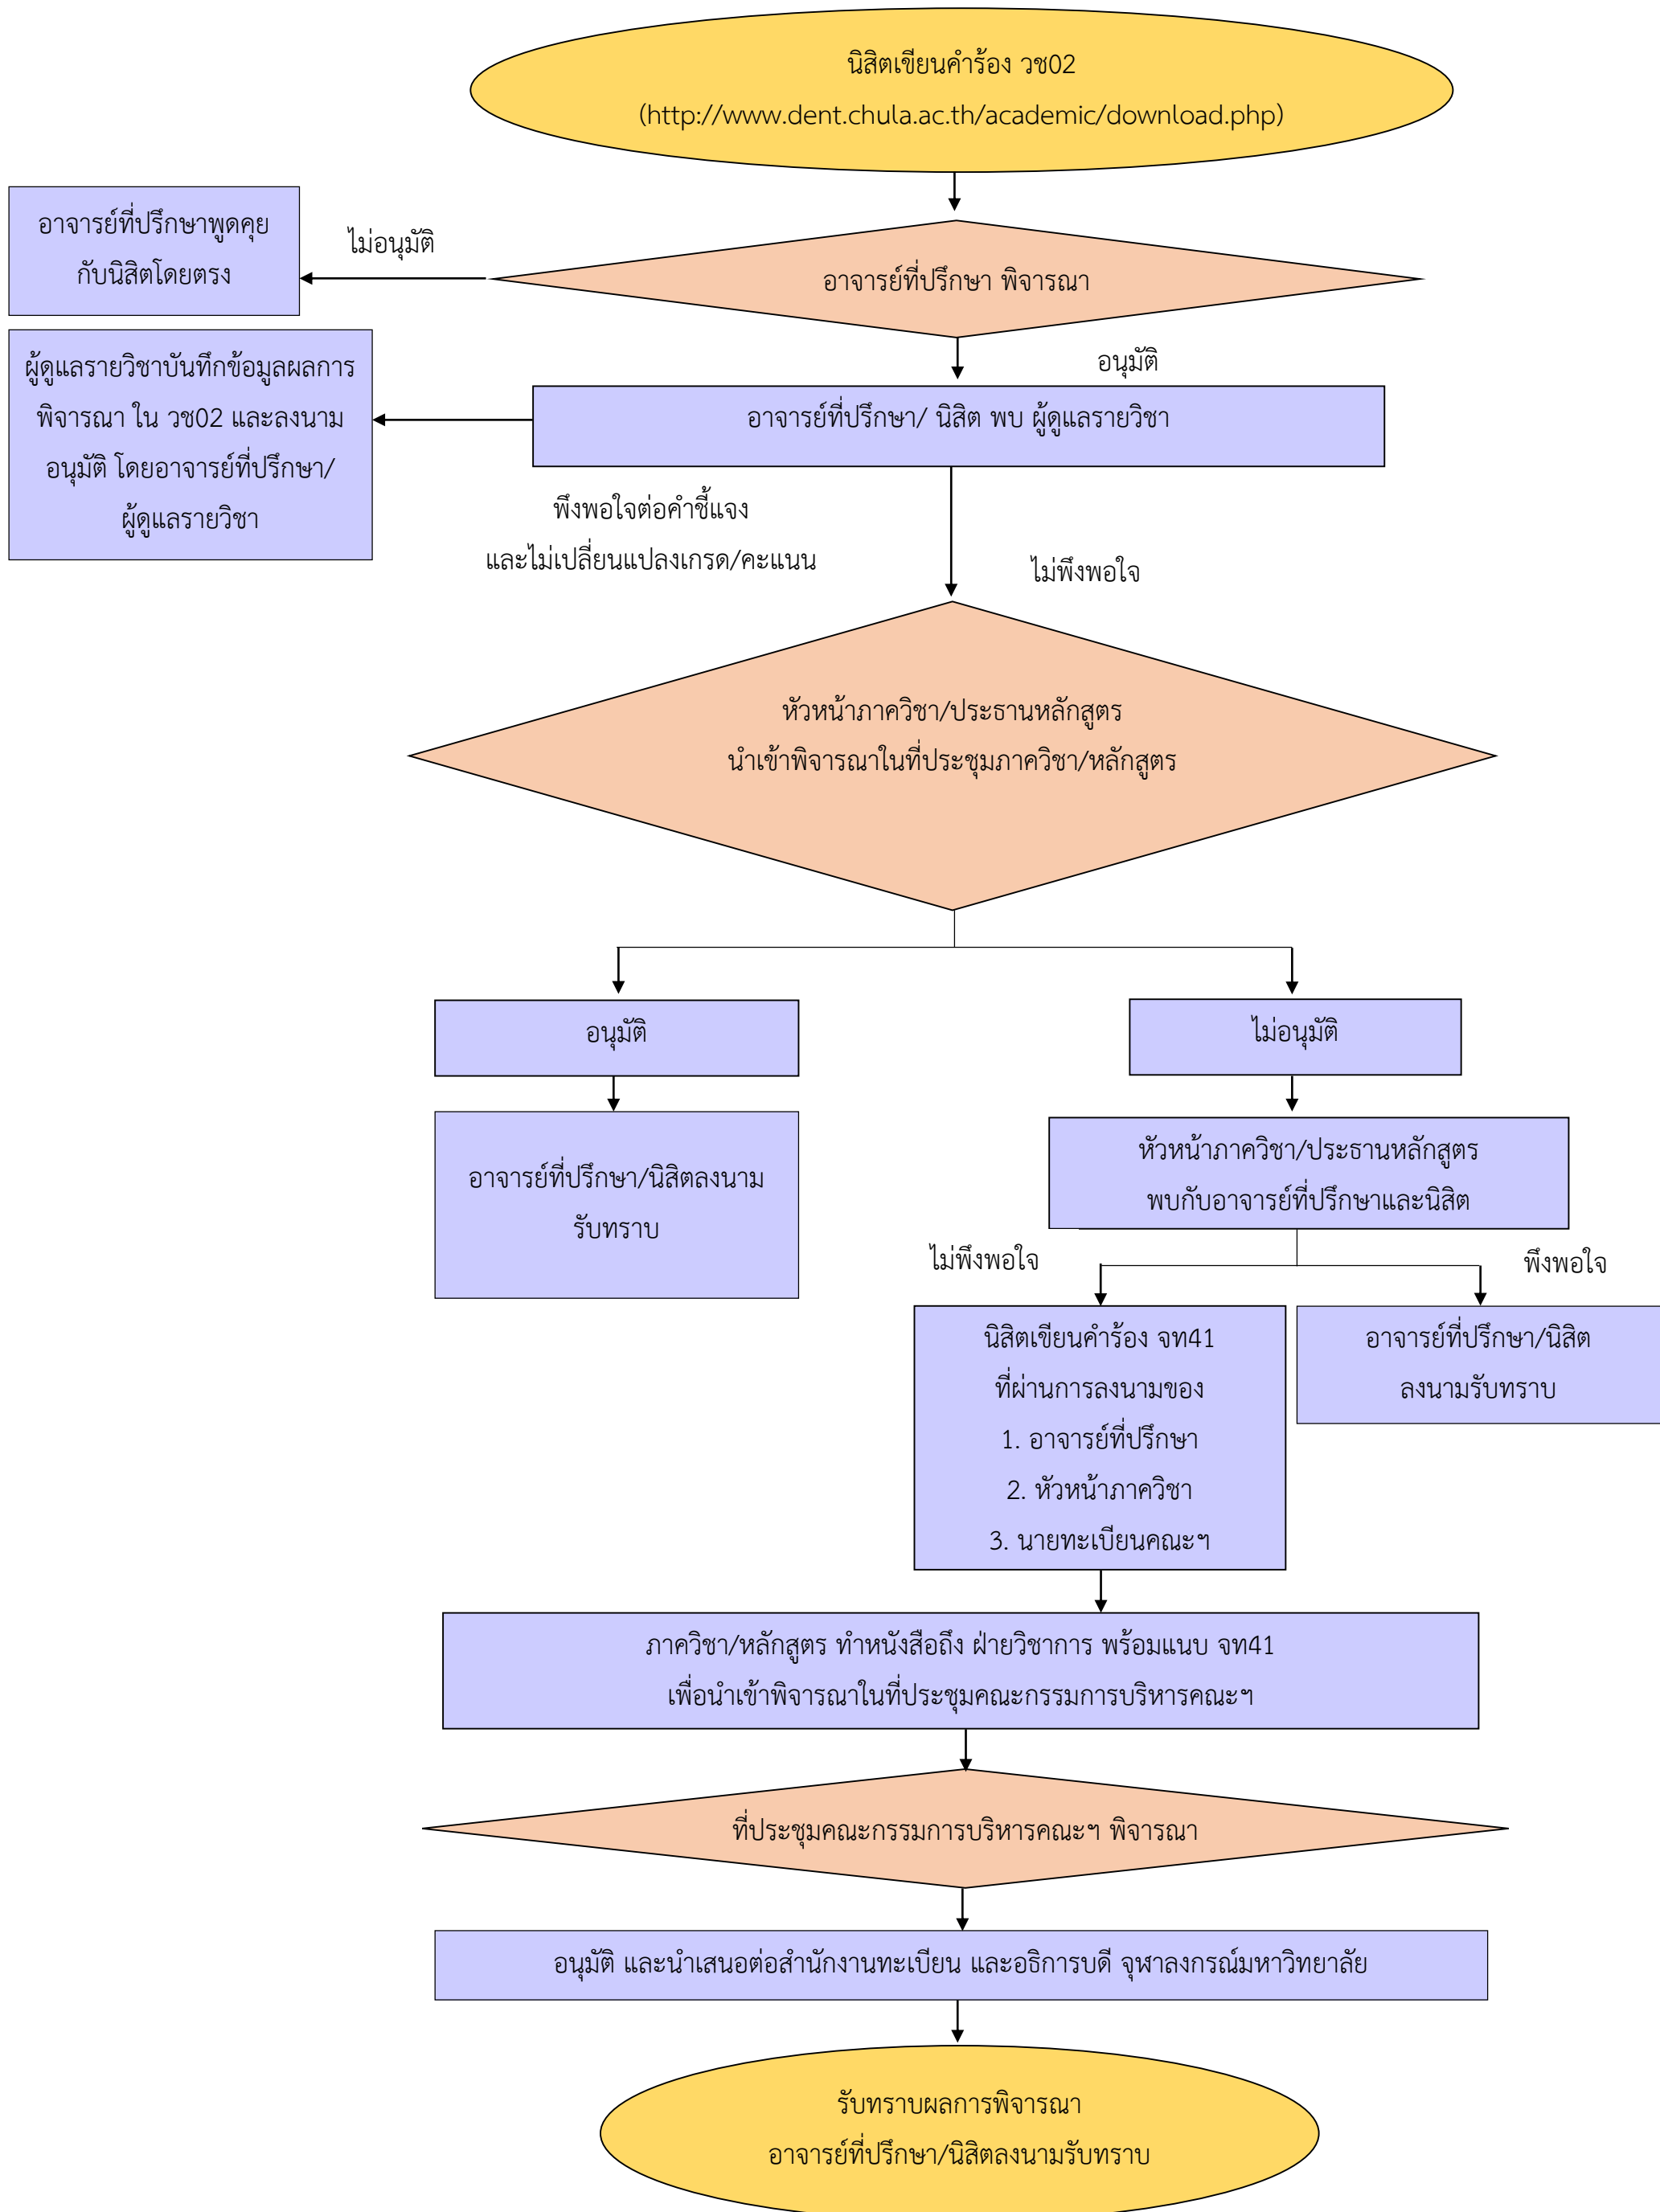 นิสิตเขียนคำร้อง วช02
(http://www.dent.chula.ac.th/academic/download.php)
อาจารย์ที่ปรึกษาพูดคุย
กับนิสิตโดยตรง
ไม่อนุมัติ
อาจารย์ที่ปรึกษา พิจารณา
อนุมัติ
ผู้ดูแลรายวิชาบันทึกข้อมูลผลการ
พิจารณา ใน วช02 และลงนาม
อนุมัติ โดยอาจารย์ที่ปรึกษา/
ผู้ดูแลรายวิชา
อาจารย์ที่ปรึกษา/ นิสิต พบ ผู้ดูแลรายวิชา
พึงพอใจต่อคำชี้แจง
และไม่เปลี่ยนแปลงเกรด/คะแนน
ไม่พึงพอใจ
หัวหน้าภาควิชา/ประธานหลักสูตร
นำเข้าพิจารณาในที่ประชุมภาควิชา/หลักสูตร
อนุมัติ
ไม่อนุมัติ
อาจารย์ที่ปรึกษา/นิสิตลงนาม
รับทราบ
หัวหน้าภาควิชา/ประธานหลักสูตร
พบกับอาจารย์ที่ปรึกษาและนิสิต
ไม่พึงพอใจ
พึงพอใจ
นิสิตเขียนคำร้อง จท41
ที่ผ่านการลงนามของ
1. อาจารย์ที่ปรึกษา
2. หัวหน้าภาควิชา
3. นายทะเบียนคณะฯ
อาจารย์ที่ปรึกษา/นิสิต
ลงนามรับทราบ
ภาควิชา/หลักสูตร ทำหนังสือถึง ฝ่ายวิชาการ พร้อมแนบ จท41
เพื่อนำเข้าพิจารณาในที่ประชุมคณะกรรมการบริหารคณะฯ
ที่ประชุมคณะกรรมการบริหารคณะฯ พิจารณา
อนุมัติ และนำเสนอต่อสำนักงานทะเบียน และอธิการบดี จุฬาลงกรณ์มหาวิทยาลัย
รับทราบผลการพิจารณา
อาจารย์ที่ปรึกษา/นิสิตลงนามรับทราบ